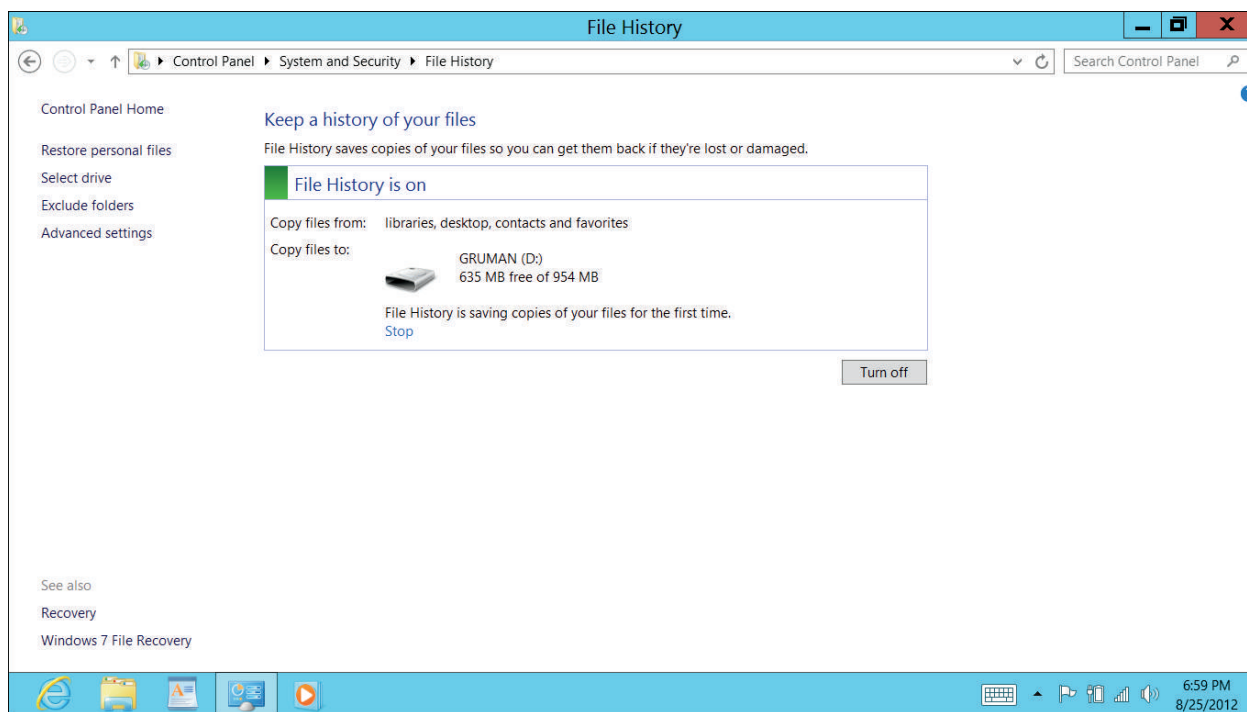 File History
Control Panel System and Security File History
Search Control Panel
Control Panel Home
Restore personal files
Select drive
Exclude folders
Advanced settings
Keep a history of your files
File History saves copies of your files so you can get them back if they're lost or damaged.
File History is on
Copy files from: libraries, desktop, contacts and favorites
Copy files to:
GRUMAN (D:)
635 MB free of 954 MB
File History is saving copies of your files for the first time.
Stop
Turn off
See also
Recovery
Windows 7 File Recovery
6:59 PM
8/25/2012